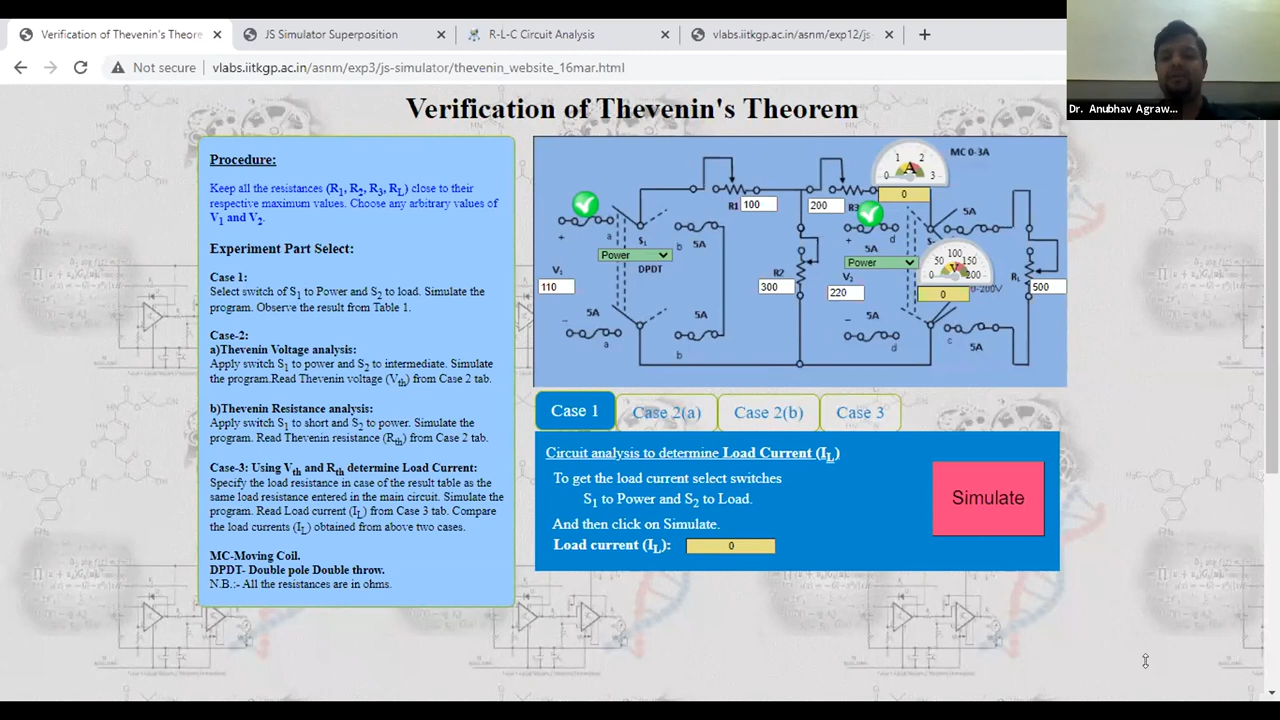 Verification of Thevenin's Theore
JS Simulator Superposition
R-L-C Circuit Analysis
vlabs.iitkgp.ac.in/asnm/exp12/js-
Not secure
vlabs.iitkgp.ac.in/asnm/exp3/js-simulator/thevenin_website_16mar.html
Dr. Anubhav Agraw...
Verification of Thevenin's Theorem
Procedure:
Keep all the resistances (R1, R2, R3, RL) close to their
respective maximum values. Choose any arbitrary values of
V1 and V2.
Experiment Part Select:
Case 1:
Select switch of S1 to Power and S2 to load. Simulate the
program. Observe the result from Table 1.
Case-2:
a)Thevenin Voltage analysis:
Apply switch S1 to power and S2 to intermediate. Simulate
the program.Read Thevenin voltage (Vth) from Case 2 tab.
b)Thevenin Resistance analysis:
Apply switch S1 to short and S2 to power. Simulate the
program. Read Thevenin resistance (Rth) from Case 2 tab.
Case-3: Using Vth and Rth determine Load Current:
Specify the load resistance in case of the result table as the
same load resistance entered in the main circuit. Simulate the
program. Read Load current (IL) from Case 3 tab. Compare
the load currents (IL) obtained from above two cases.
MC-Moving Coil.
DPDT- Double pole Double throw.
N.B.:- All the resistances are in ohms.
MC 0-3A
0 1 2 3
A
0
R1 100
200 R3
5A
+ a S1 b 5A
+ 5A d
Power
DPDT
Power
0 50 100 150 200
V
V1
110
R2
300
V2
220
0
0-200V
RL
500
5A
5A
5A
- a
b
- d
c 5A
Case 1
Case 2(a)
Case 2(b)
Case 3
Circuit analysis to determine Load Current (IL)
To get the load current select switches
S1 to Power and S2 to Load.
And then click on Simulate.
Load current (IL): 0
Simulate